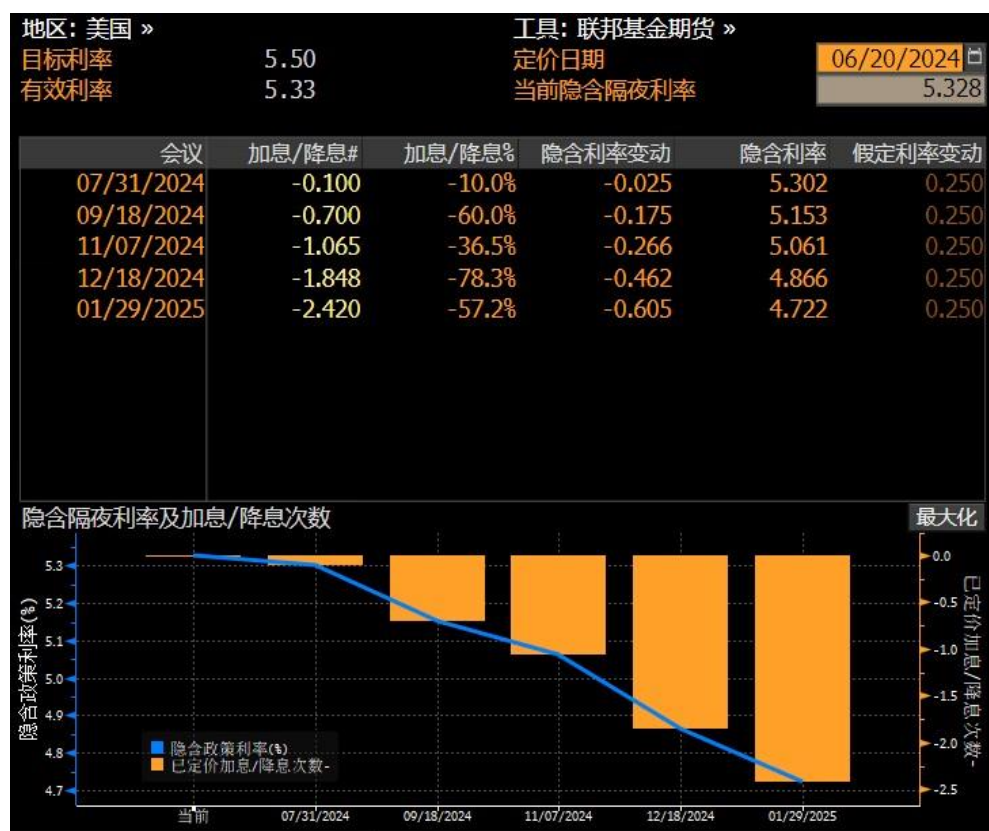 地区: 美国 » 工具: 联邦基金期货 »
目标利率 5.50 定价日期 06/20/2024
有效利率 5.33 当前隐含隔夜利率 5.328
会议 加息/降息# 加息/降息% 隐含利率变动 隐含利率 假定利率变动
07/31/2024 -0.100 -10.0% -0.025 5.302 0.250
09/18/2024 -0.700 -60.0% -0.175 5.153 0.250
11/07/2024 -1.065 -36.5% -0.266 5.061 0.250
12/18/2024 -1.848 -78.3% -0.462 4.866 0.250
01/29/2025 -2.420 -57.2% -0.605 4.722 0.250
隐含隔夜利率及加息/降息次数 最大化
隐含政策利率(%)
5.3
5.2
5.1
5.0
4.9
4.8
4.7
隐含政策利率(%)
已定价加息/降息次数-
0.0
-0.5
-1.0
-1.5
-2.0
-2.5
已定价加息/降息次数-
当前 07/31/2024 09/18/2024 11/07/2024 12/18/2024 01/29/2025